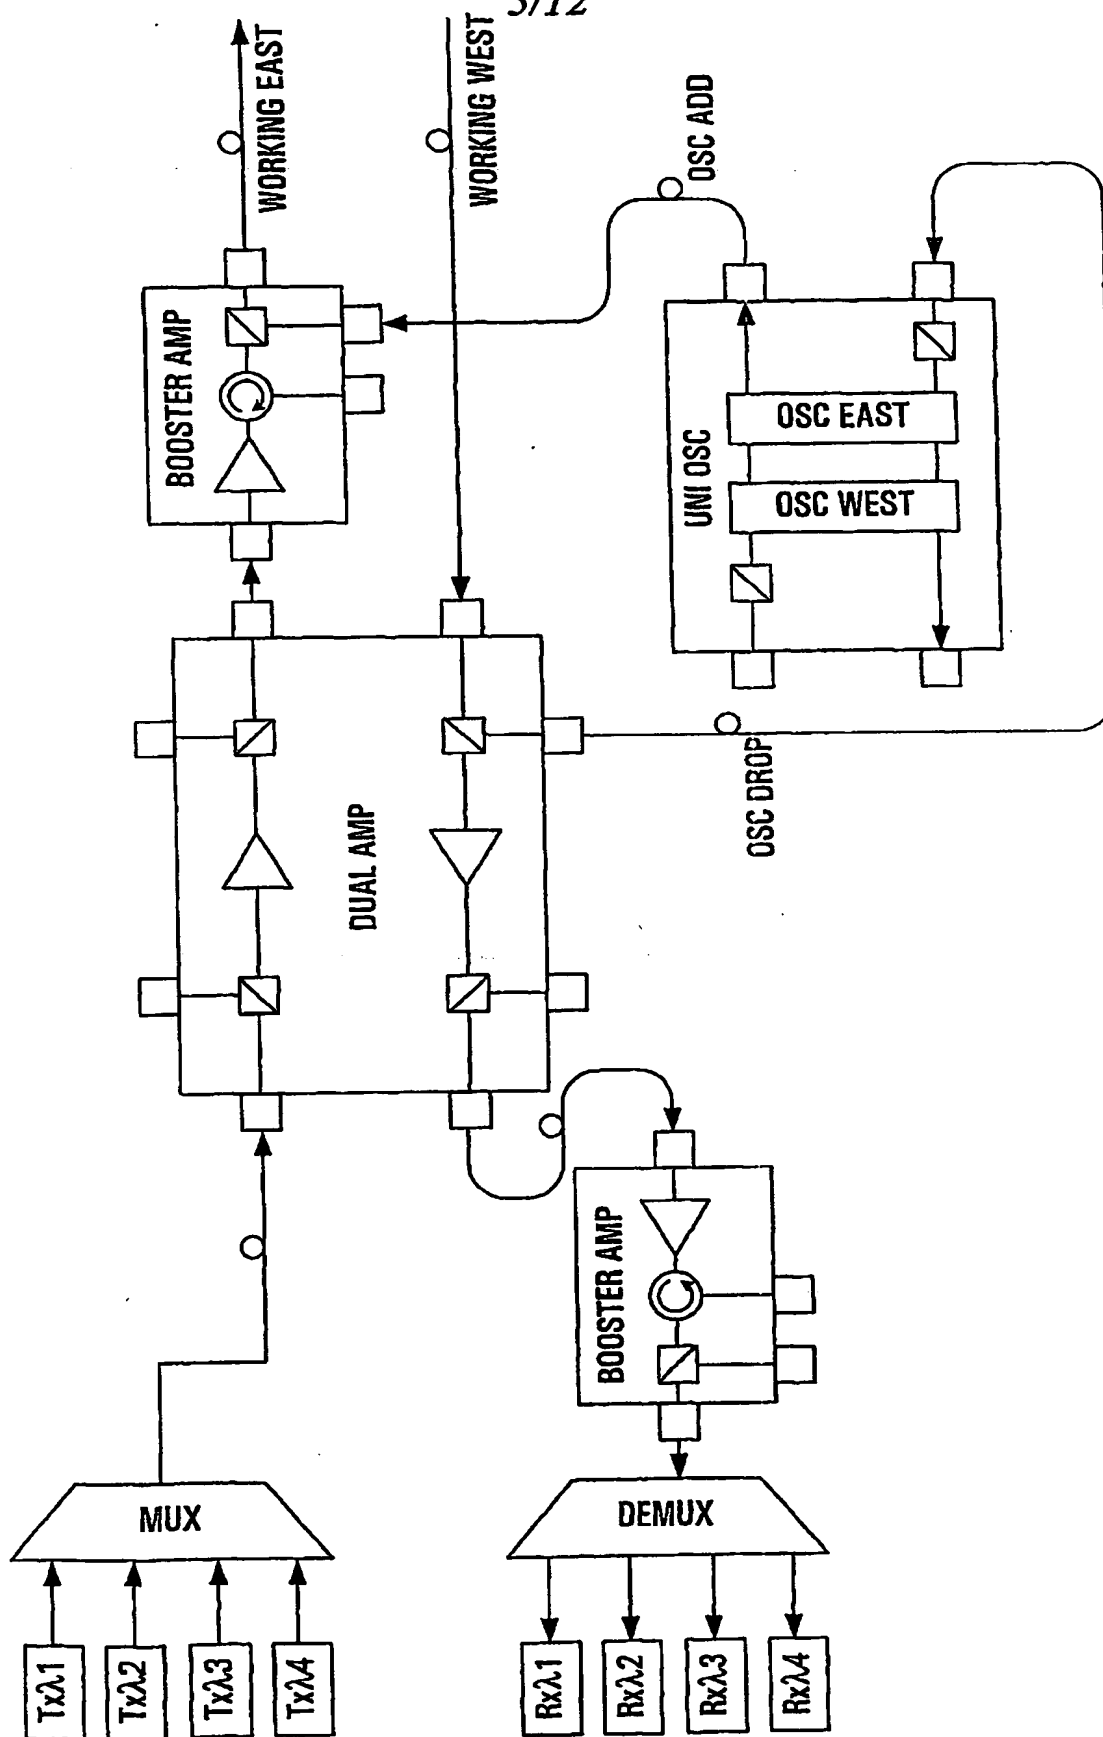 3/12
WORKING EAST
WORKING WEST
BOOSTER AMP
OSC ADD
UNI OSC
OSC EAST
OSC WEST
DUAL AMP
OSC DROP
BOOSTER AMP
MUX
DEMUX
Txλ1
Txλ2
Txλ3
Txλ4
Rxλ1
Rxλ2
Rxλ3
Rxλ4